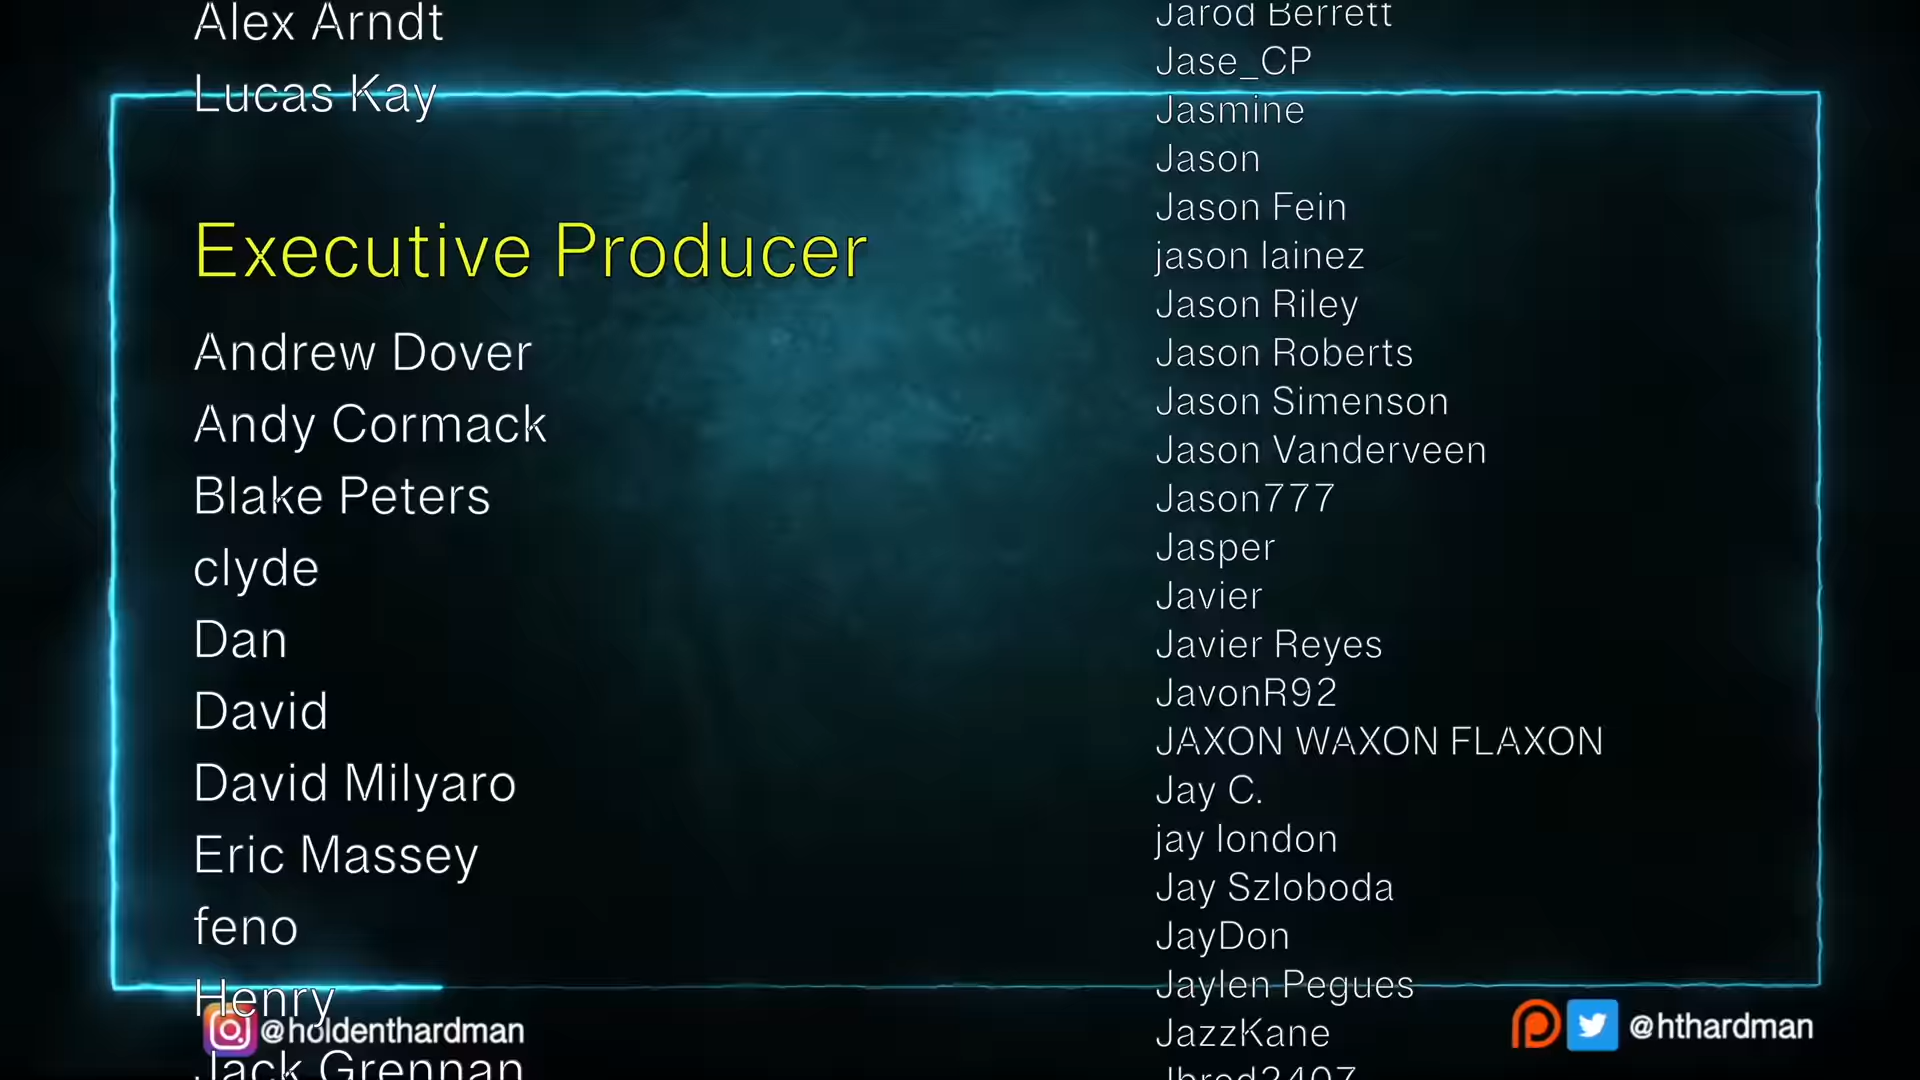 Alex Arndt
Lucas Kay
Executive Producer
Andrew Dover
Andy Cormack
Blake Peters
clyde
Dan
David
David Milyaro
Eric Massey
feno
Henry
@holdenthardman
Jack Grennan
Jarod Berrett
Jase_CP
Jasmine
Jason
Jason Fein
jason lainez
Jason Riley
Jason Roberts
Jason Simenson
Jason Vanderveen
Jason777
Jasper
Javier
Javier Reyes
JavonR92
JAXON WAXON FLAXON
Jay C.
jay london
Jay Szloboda
JayDon
Jaylen Pegues
JazzKane
@hthardman